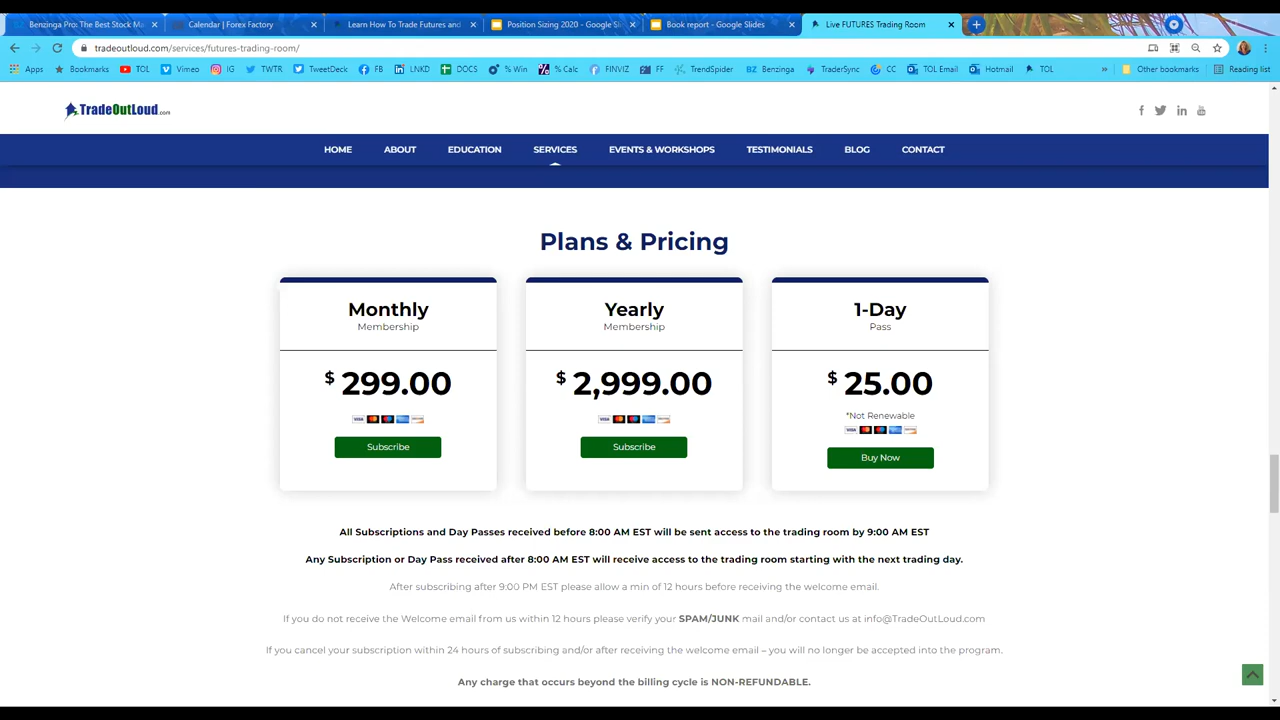 Benzinga Pro: The Best Stock Ma
Calendar | Forex Factory
Learn How To Trade Futures and
Position Sizing 2020 - Google Sli
Book report - Google Slides
Live FUTURES Trading Room
tradeoutloud.com/services/futures-trading-room/
Apps Bookmarks TOL Vimeo IG TWTR TweetDeck FB LNKD DOCS % Win % Calc FINVIZ FF TrendSpider Benzinga TraderSync CC TOL Email Hotmail TOL » Other bookmarks Reading list
TradeOutLoud.com
HOME ABOUT EDUCATION SERVICES EVENTS & WORKSHOPS TESTIMONIALS BLOG CONTACT
Plans & Pricing
Monthly
Membership
$ 299.00
Subscribe
Yearly
Membership
$ 2,999.00
Subscribe
1-Day
Pass
$ 25.00
*Not Renewable
Buy Now
All Subscriptions and Day Passes received before 8:00 AM EST will be sent access to the trading room by 9:00 AM EST
Any Subscription or Day Pass received after 8:00 AM EST will receive access to the trading room starting with the next trading day.
After subscribing after 9:00 PM EST please allow a min of 12 hours before receiving the welcome email.
If you do not receive the Welcome email from us within 12 hours please verify your SPAM/JUNK mail and/or contact us at info@TradeOutLoud.com
If you cancel your subscription within 24 hours of subscribing and/or after receiving the welcome email – you will no longer be accepted into the program.
Any charge that occurs beyond the billing cycle is NON-REFUNDABLE.